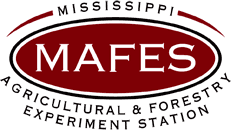 MISSISSIPPI
MAFES
AGRICULTURAL & FORESTRY
EXPERIMENT STATION